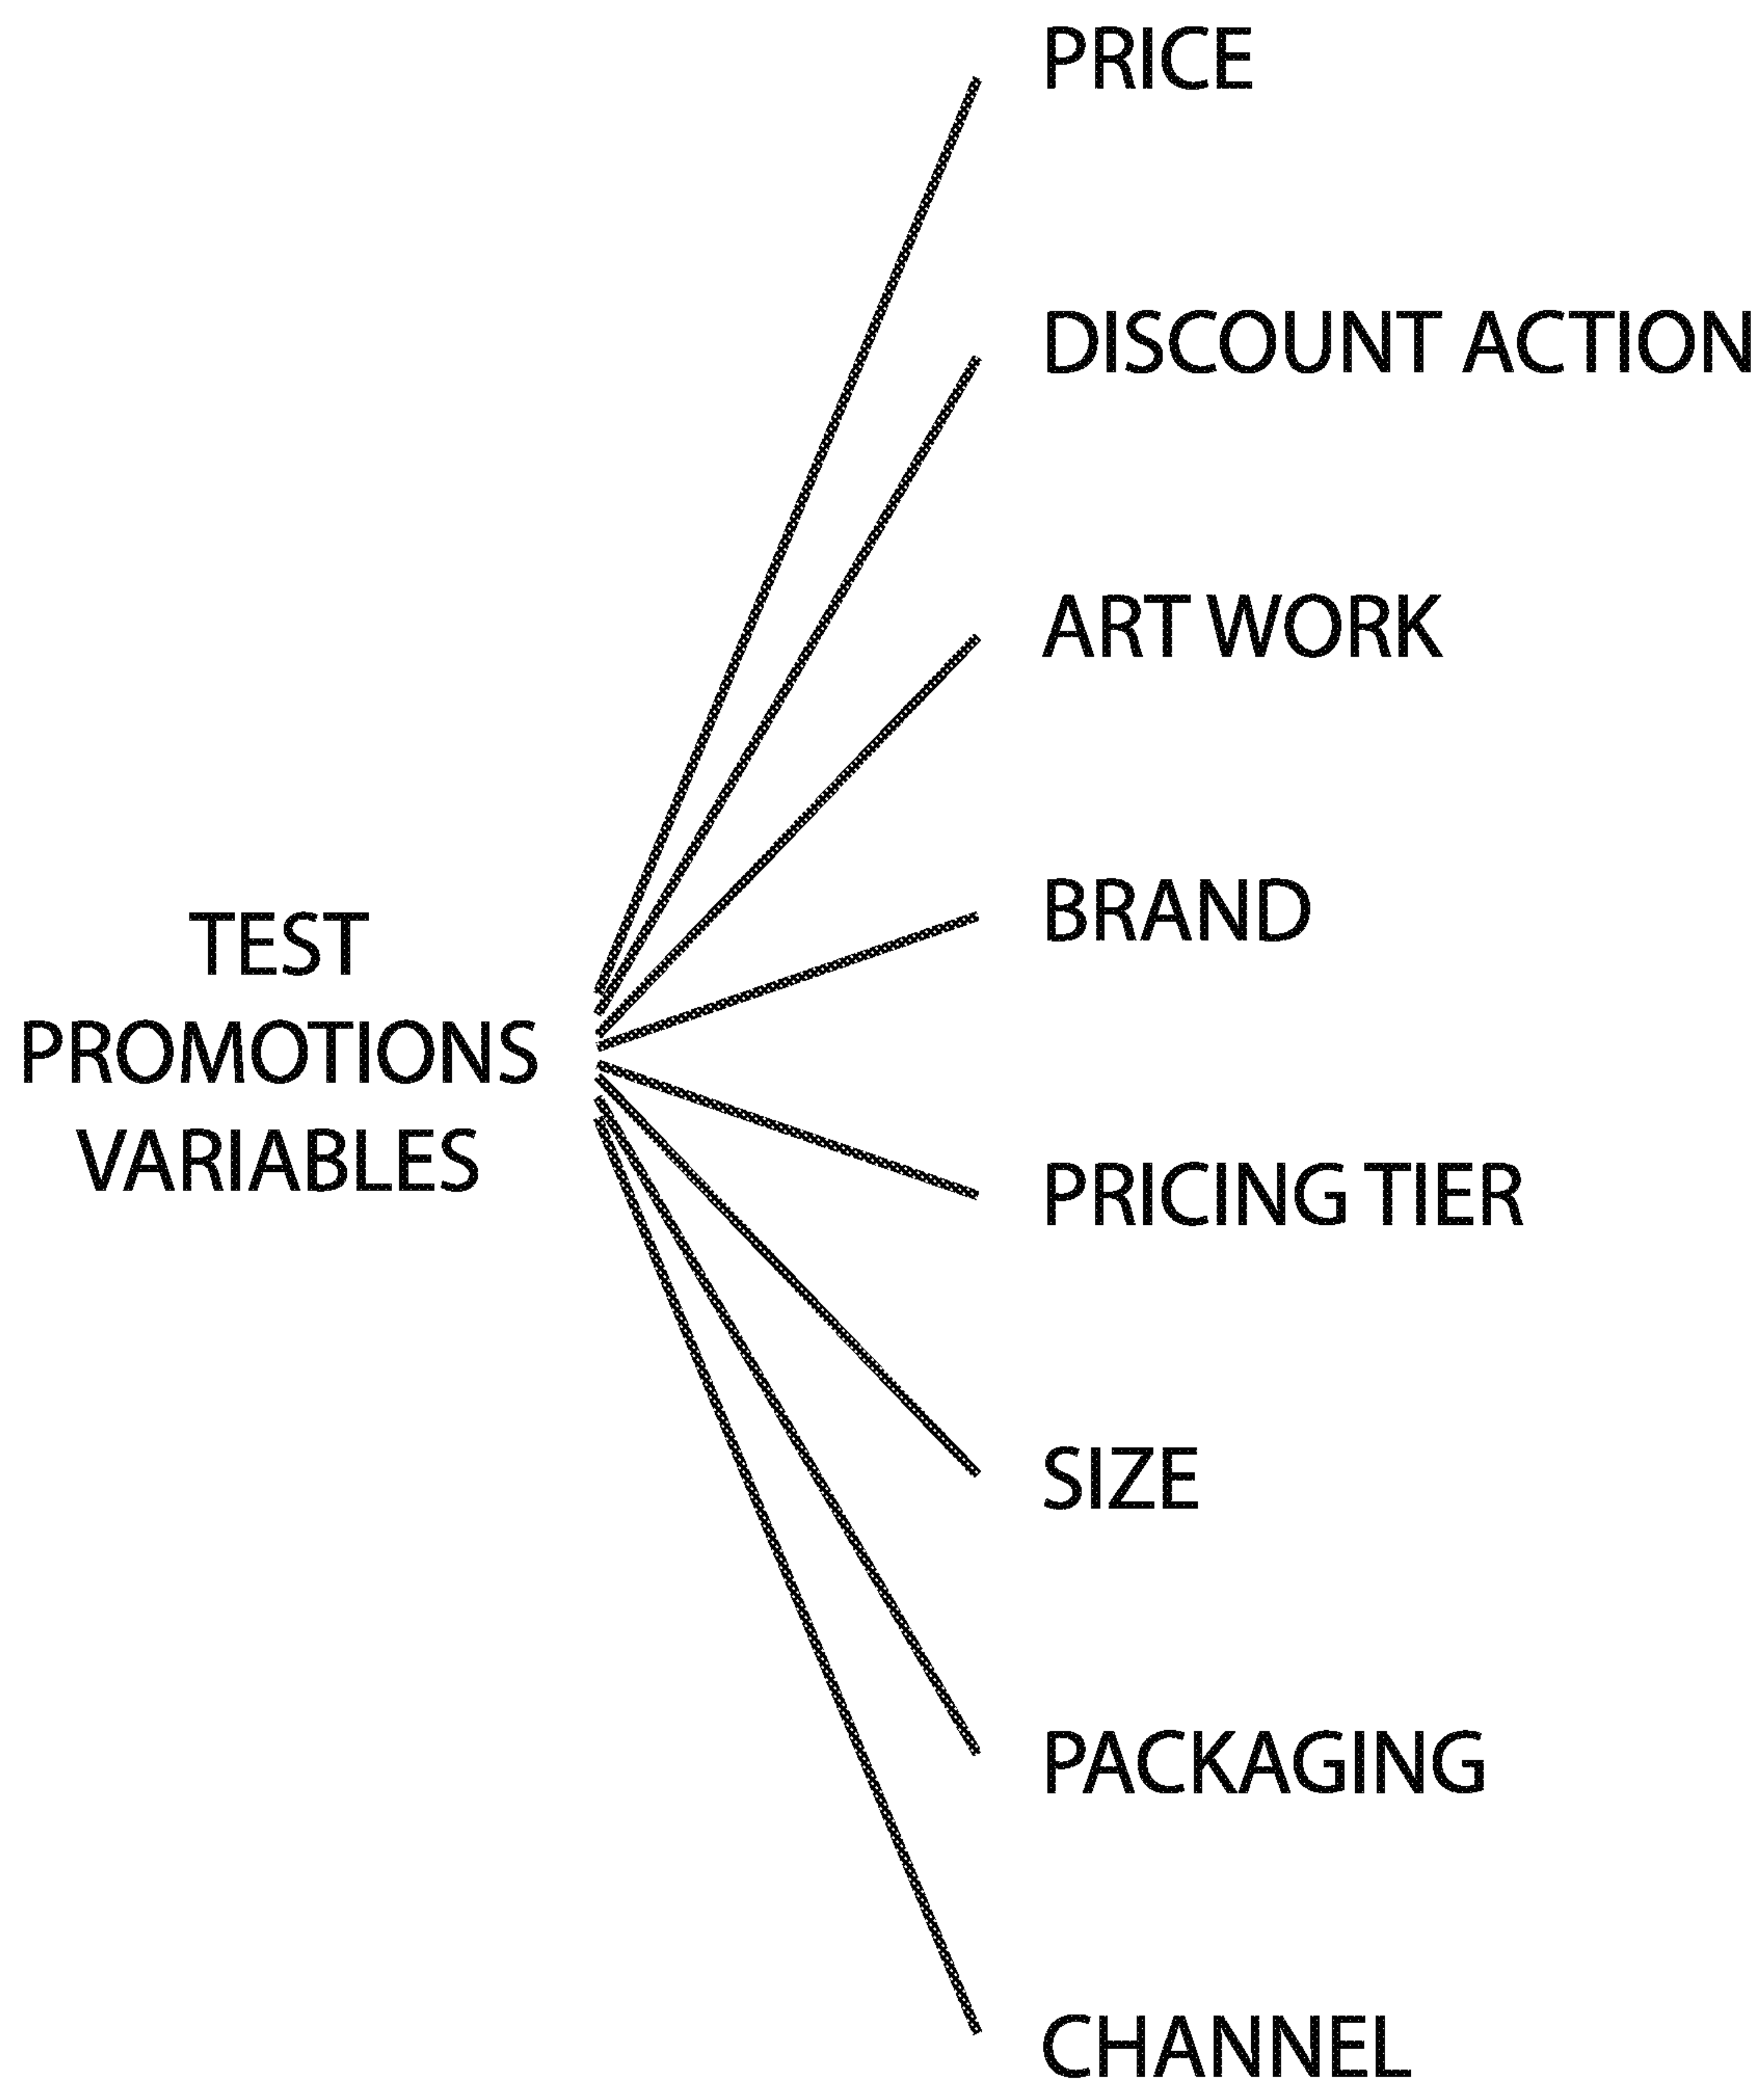 PRICE
DISCOUNT ACTION
ART WORK
BRAND
TEST
PROMOTIONS
VARIABLES
PRICING TIER
SIZE
PACKAGING
CHANNEL